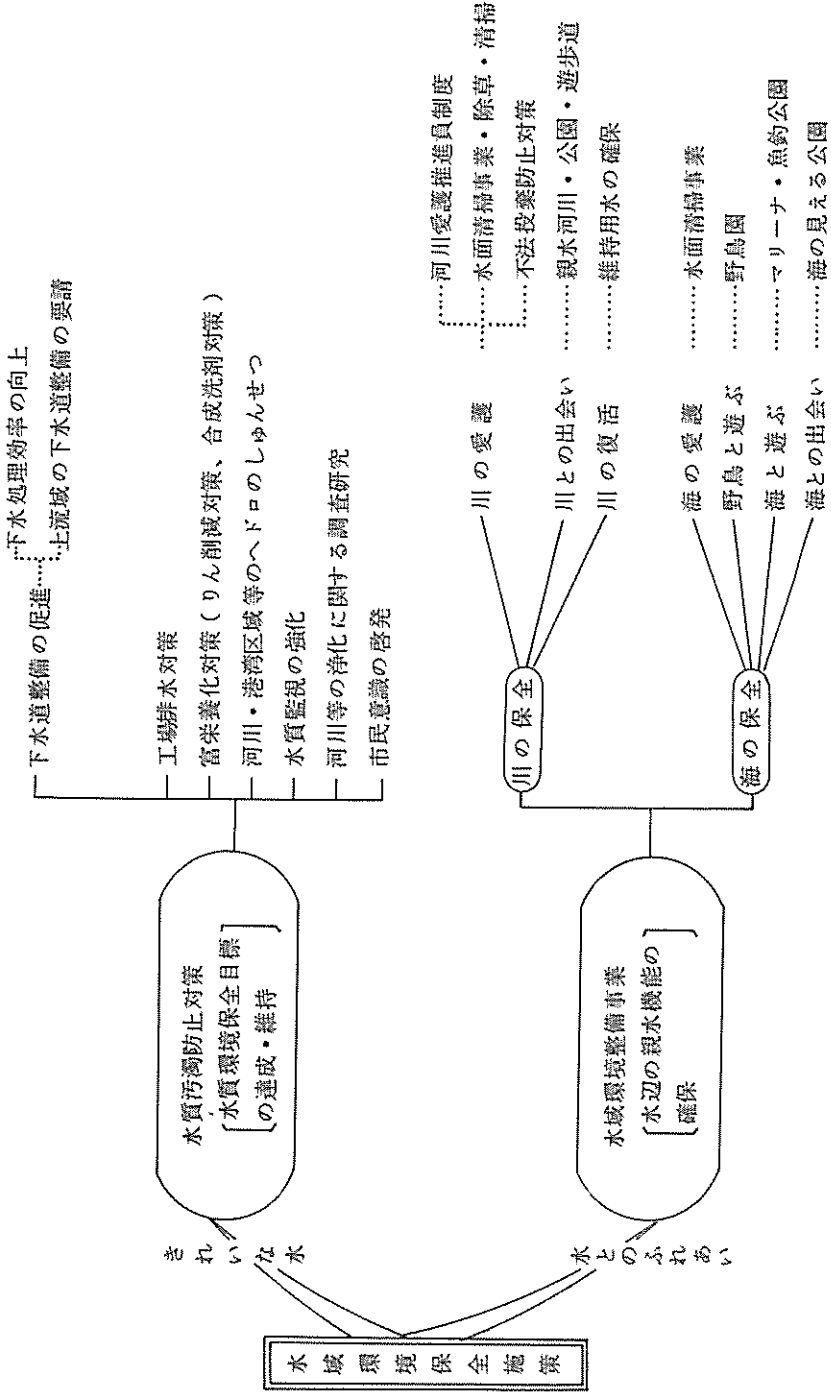 水域環境保全施策
きれいな水
水質汚濁防止対策
水質環境保全目標
の達成・維持
下水道整備の促進
下水処理効率の向上
上流域の下水道整備の要請
工場排水対策
富栄養化対策(りん削減対策、合成洗剤対策)
河川・港湾区域等のヘドロのしゅんせつ
水質監視の強化
河川等の浄化に関する調査研究
市民意識の啓発
水とのふれあい
水域環境整備事業
水辺の親水機能の
確保
川の保全
川の愛護
河川愛護推進員制度
水面清掃事業・除草・清掃
不法投棄防止対策
川との出会い
親水河川・公園・遊歩道
川の復活
維持用水の確保
海の保全
海の愛護
水面清掃事業
野鳥と遊ぶ
野鳥園
海と遊ぶ
マリーナ・魚釣公園
海との出会い
海の見える公園